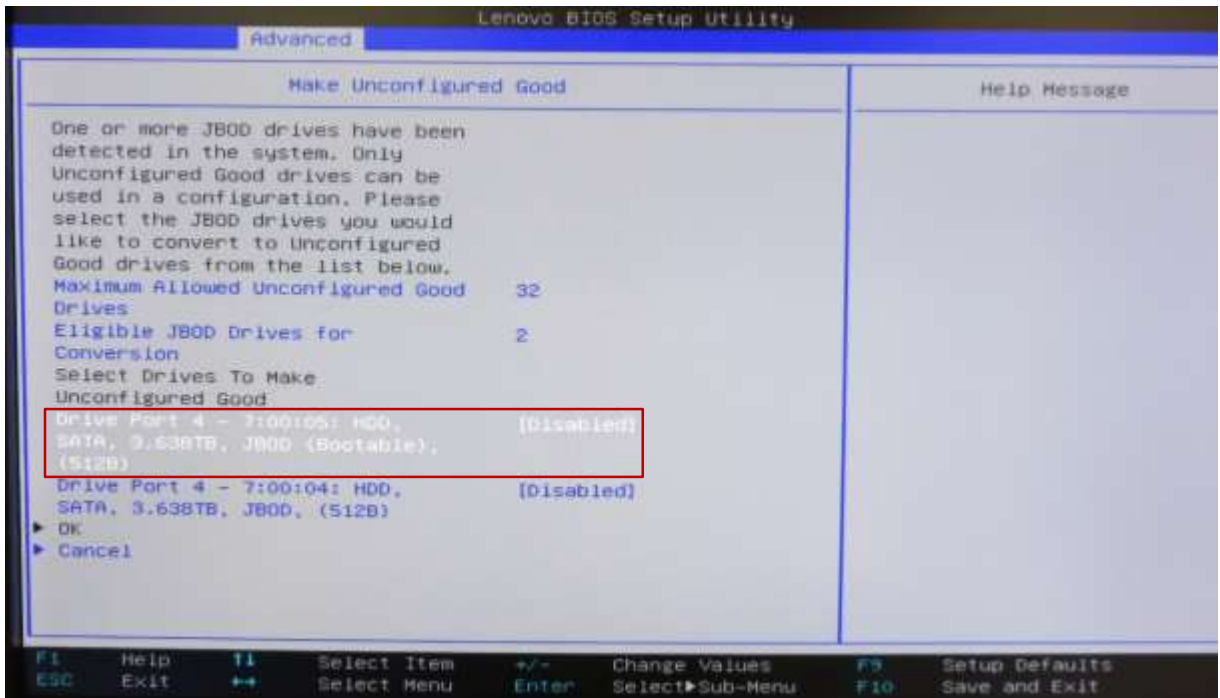 Lenovo BIOS Setup Utility
Advanced
Make Unconfigured Good
Help Message
One or more JBOD drives have been
detected in the system. Only
Unconfigured Good drives can be
used in a configuration. Please
select the JBOD drives you would
like to convert to Unconfigured
Good drives from the list below.
Maximum Allowed Unconfigured Good 32
Drives
Eligible JBOD Drives for 2
Conversion
Select Drives To Make
Unconfigured Good
Drive Port 4 - 7:00:05: HDD, [Disabled]
SATA, 3.638TB, JBOD (Bootable),
(512B)
Drive Port 4 - 7:00:04: HDD, [Disabled]
SATA, 3.638TB, JBOD, (512B)
▶ OK
▶ Cancel
F1 Help ↑↓ Select Item +/- Change Values F9 Setup Defaults
ESC Exit ←→ Select Menu Enter Select▶Sub-Menu F10 Save and Exit